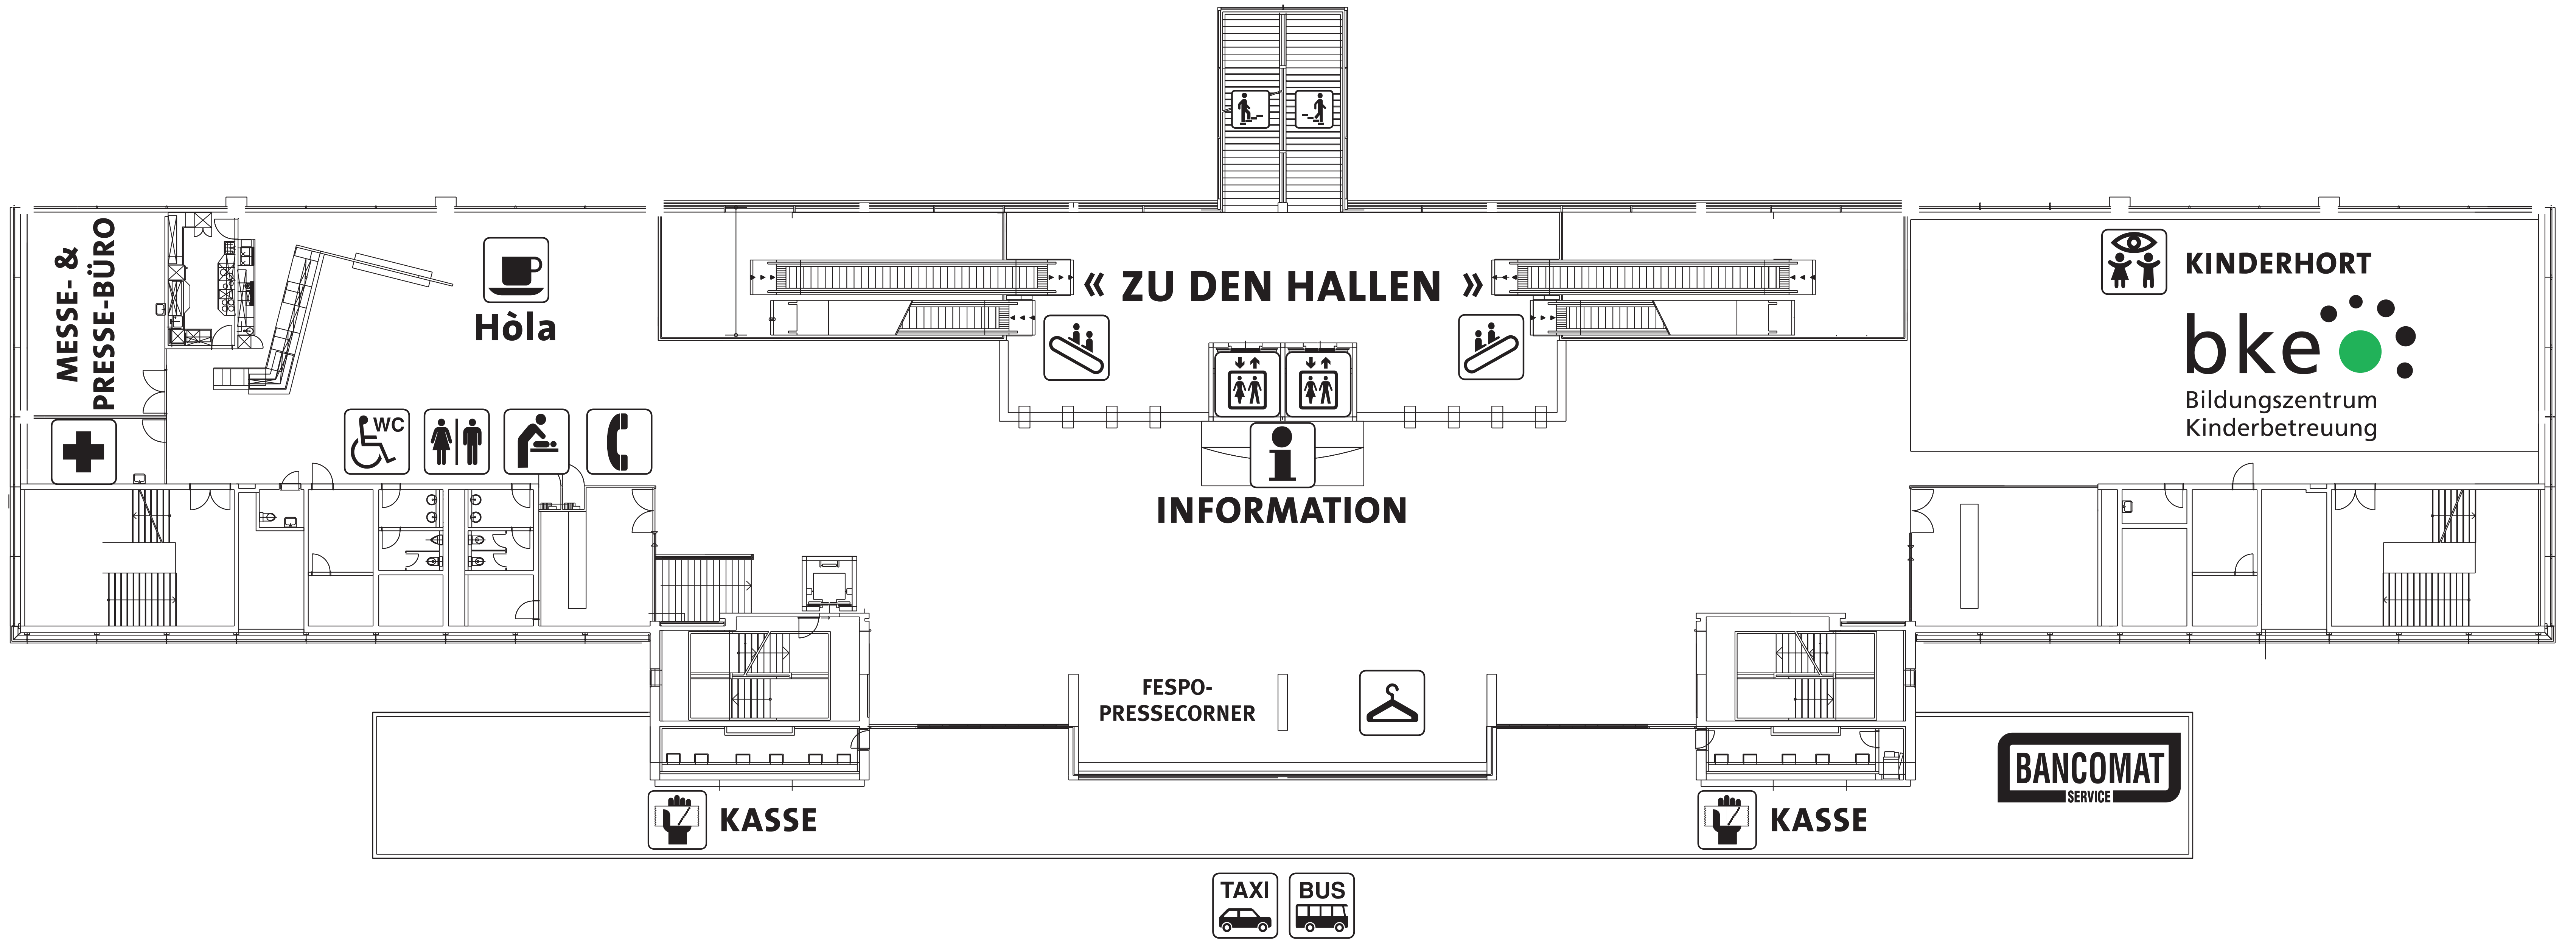 MESSE- &
PRESSE-BÜRO
Hòla
« ZU DEN HALLEN »
KINDERHORT
bke
Bildungszentrum
Kinderbetreuung
WC
INFORMATION
FESPO-
PRESSECORNER
BANCOMAT
SERVICE
KASSE
KASSE
TAXI
BUS